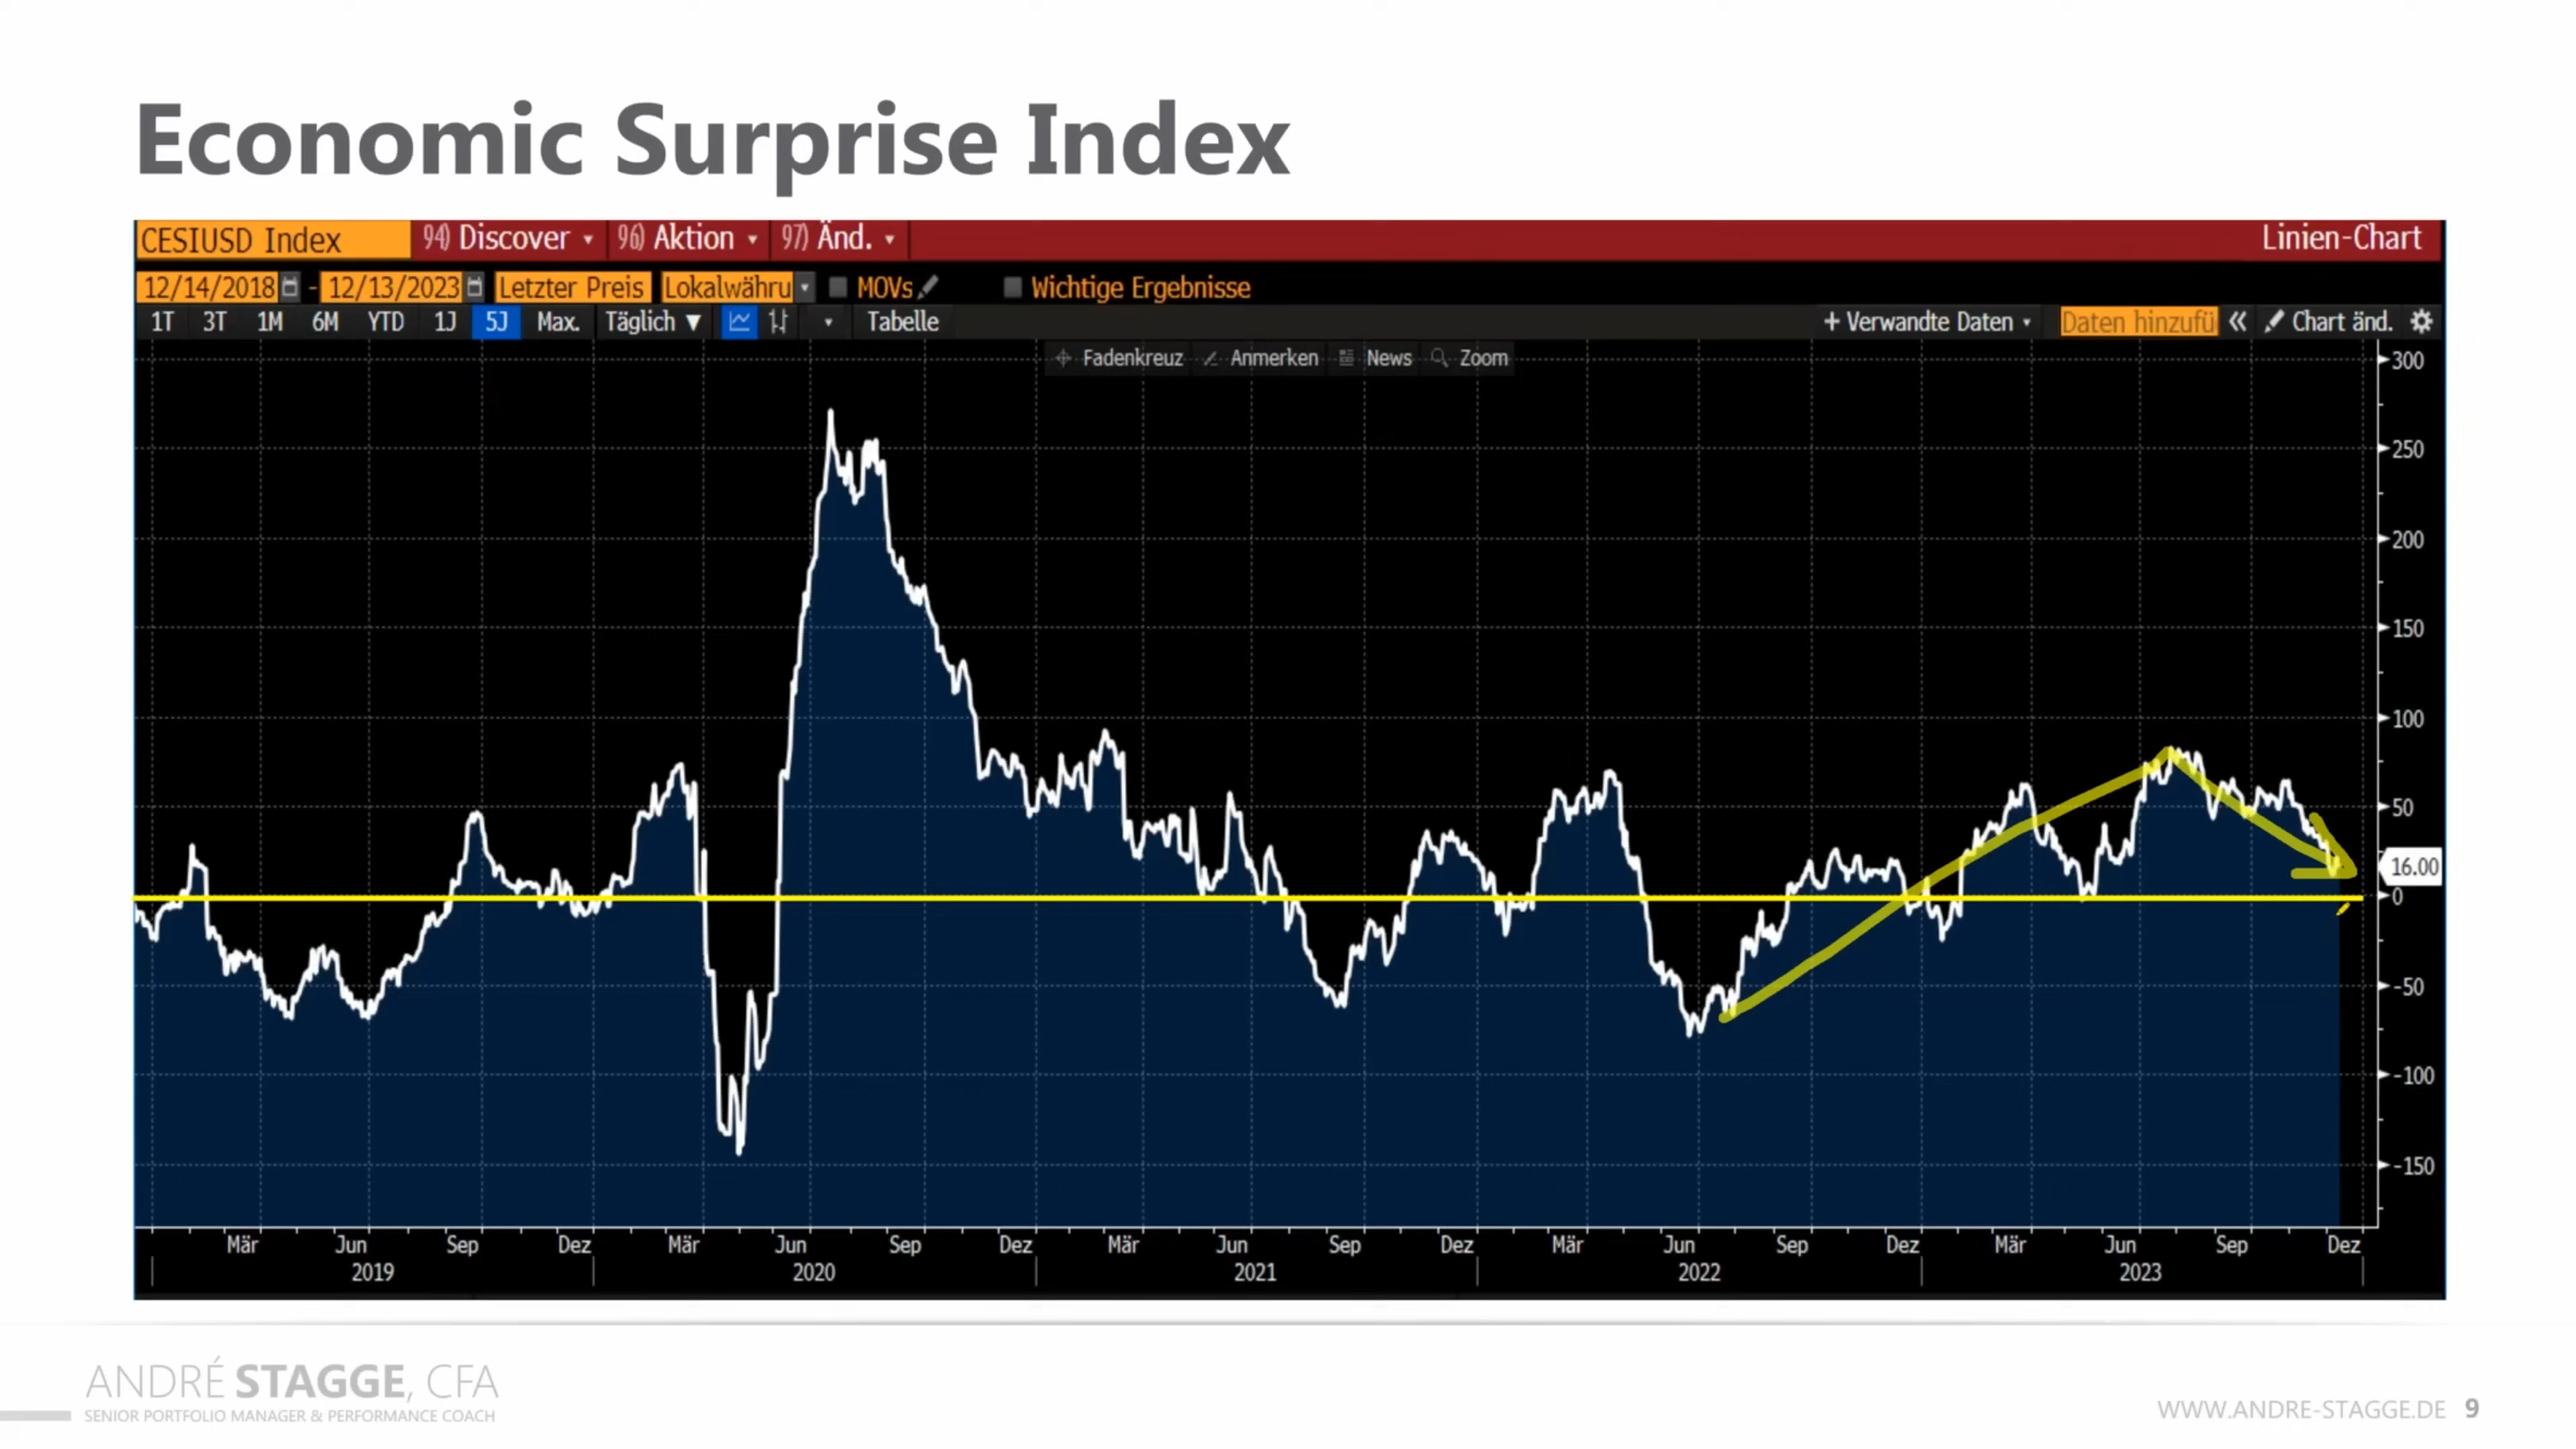 Economic Surprise Index
CESIUSD Index 94) Discover 96) Aktion 97) Änd. Linien-Chart
12/14/2018 - 12/13/2023 Letzter Preis Lokalwähru MOVs Wichtige Ergebnisse
1T 3T 1M 6M YTD 1J 5J Max. Täglich Tabelle + Verwandte Daten Daten hinzufü « Chart änd.
Fadenkreuz Anmerken News Zoom
300
250
200
150
100
50
16.00
0
-50
-100
-150
Mär Jun Sep Dez Mär Jun Sep Dez Mär Jun Sep Dez Mär Jun Sep Dez Mär Jun Sep Dez
2019 2020 2021 2022 2023
ANDRÉ STAGGE, CFA
SENIOR PORTFOLIO MANAGER & PERFORMANCE COACH
WWW.ANDRE-STAGGE.DE 9